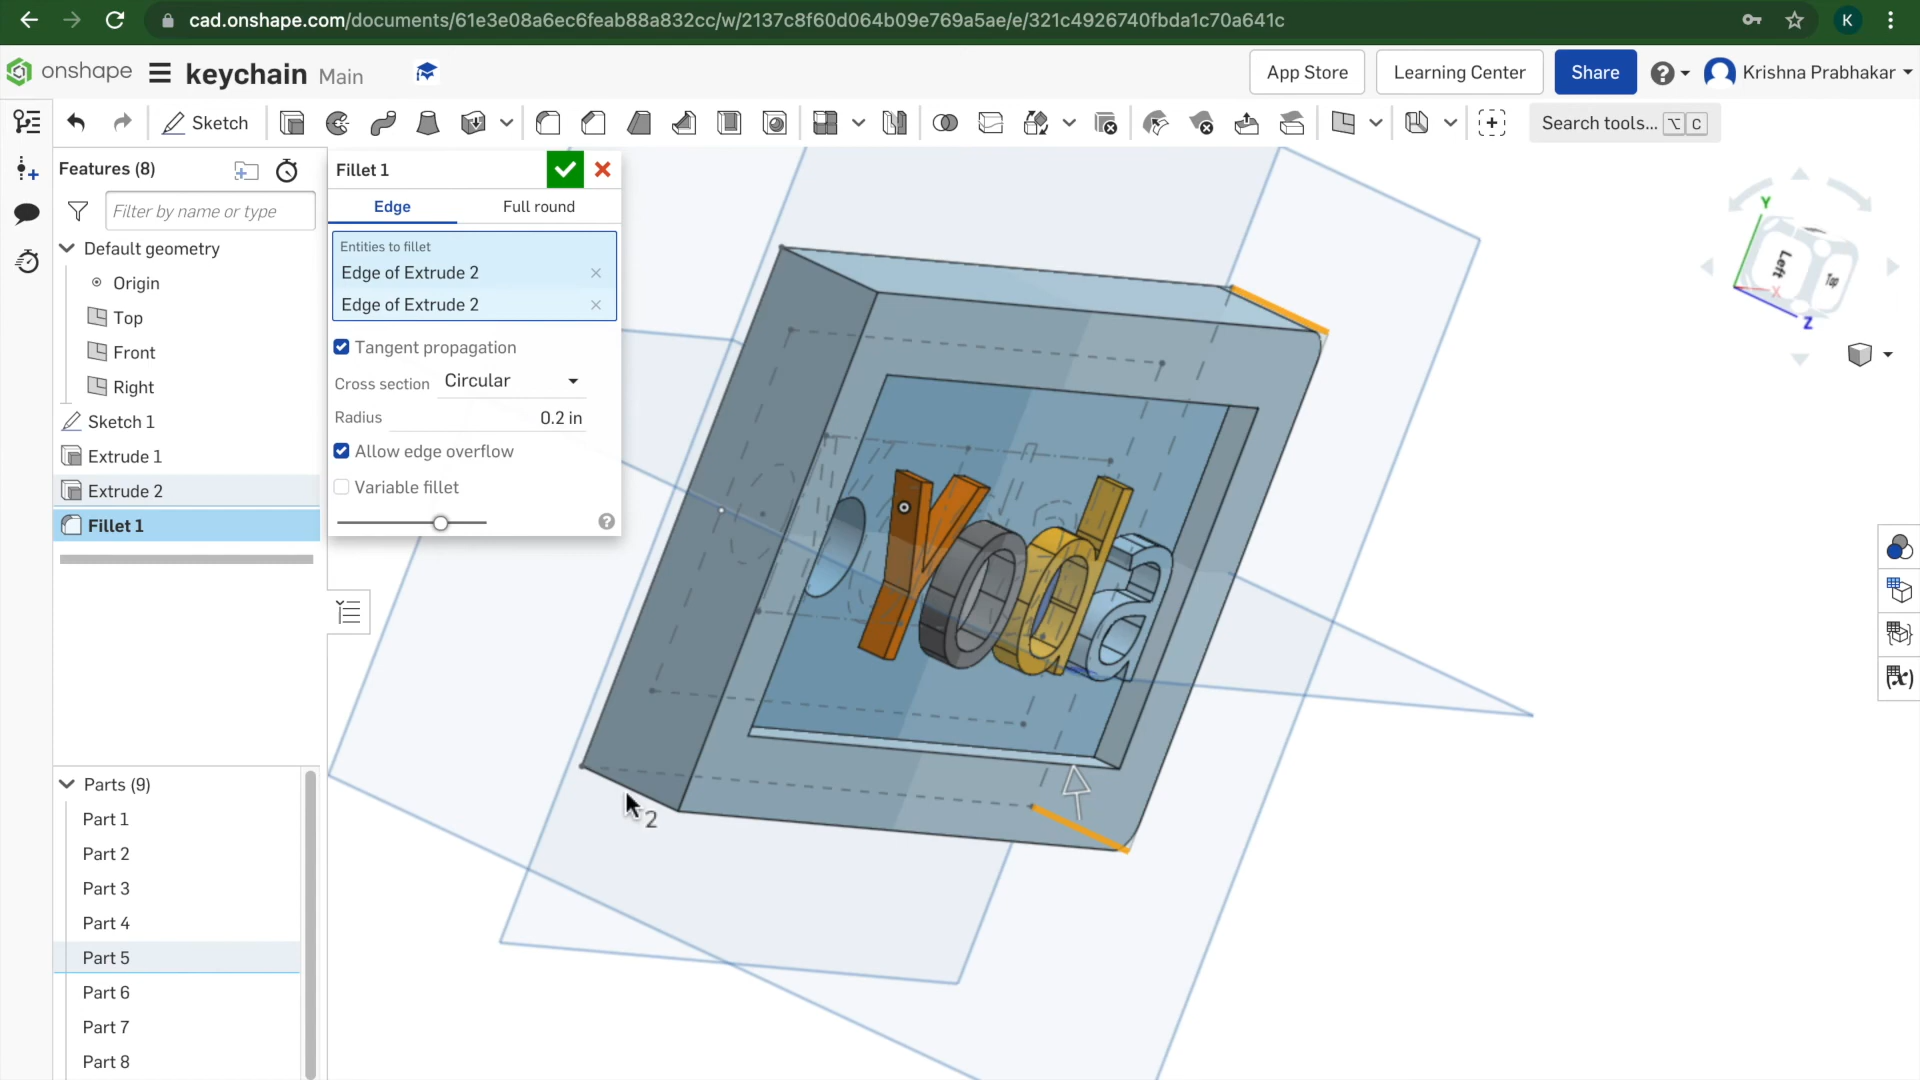 cad.onshape.com/documents/61e3e08a6ec6feab88a832cc/w/2137c8f60d064b09e769a5ae/e/321c4926740fbda1c70a641c
K
onshape
keychain Main
App Store
Learning Center
Share
?
Krishna Prabhakar
Sketch
Search tools... ⌥ C
Features (8)
Filter by name or type
Default geometry
Origin
Top
Front
Right
Sketch 1
Extrude 1
Extrude 2
Fillet 1
Fillet 1
Edge
Full round
Entities to fillet
Edge of Extrude 2
Edge of Extrude 2
Tangent propagation
Cross section Circular
Radius 0.2 in
Allow edge overflow
Variable fillet
?
Yoda
2
Y
Left
Top
X
Z
(x)
Parts (9)
Part 1
Part 2
Part 3
Part 4
Part 5
Part 6
Part 7
Part 8